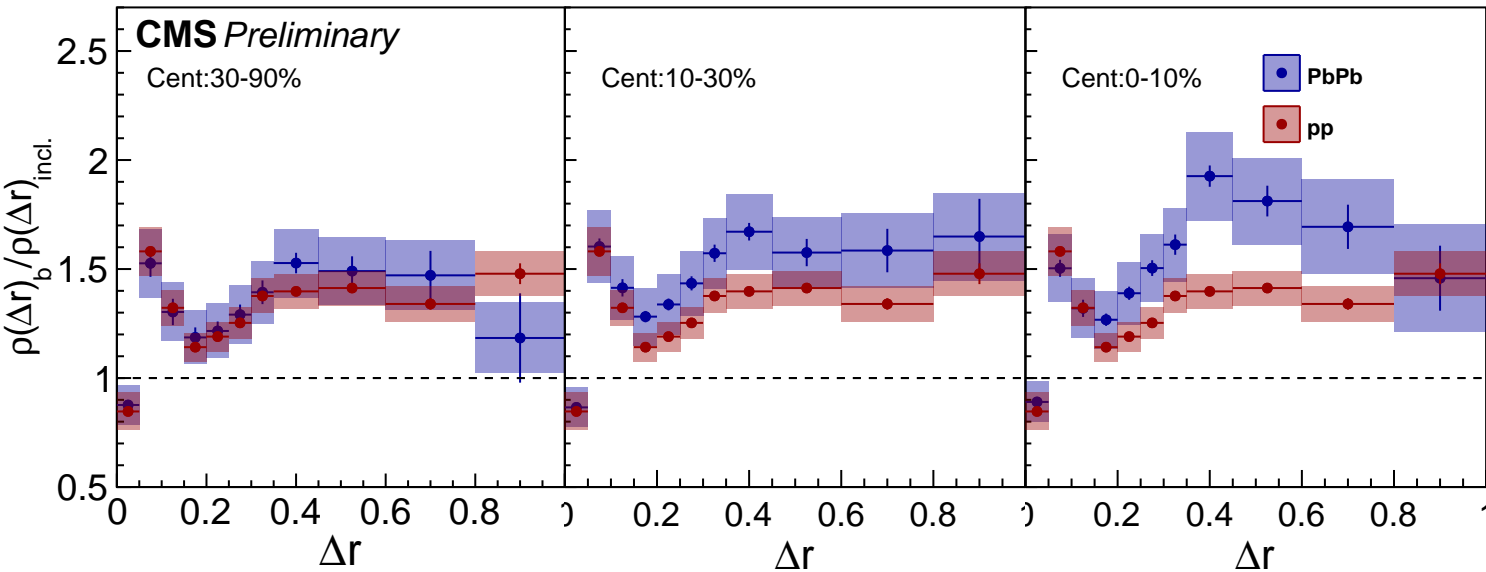 CMS Preliminary
Cent:30-90%
Cent:10-30%
Cent:0-10%
PbPb
pp
ρ(Δr)b/ρ(Δr)incl.
2.5
2
1.5
1
0.5
0 0.2 0.4 0.6 0.8
0 0.2 0.4 0.6 0.8
0 0.2 0.4 0.6 0.8 1
Δr
Δr
Δr